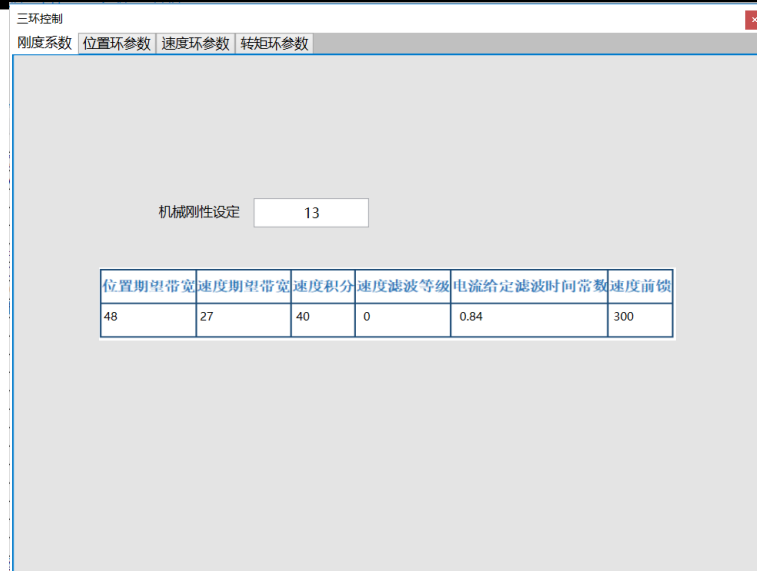 三环控制
刚度系数 位置环参数 速度环参数 转矩环参数
机械刚性设定 13
位置期望带宽 速度期望带宽 速度积分 速度滤波等级 电流给定滤波时间常数 速度前馈
48 27 40 0 0.84 300